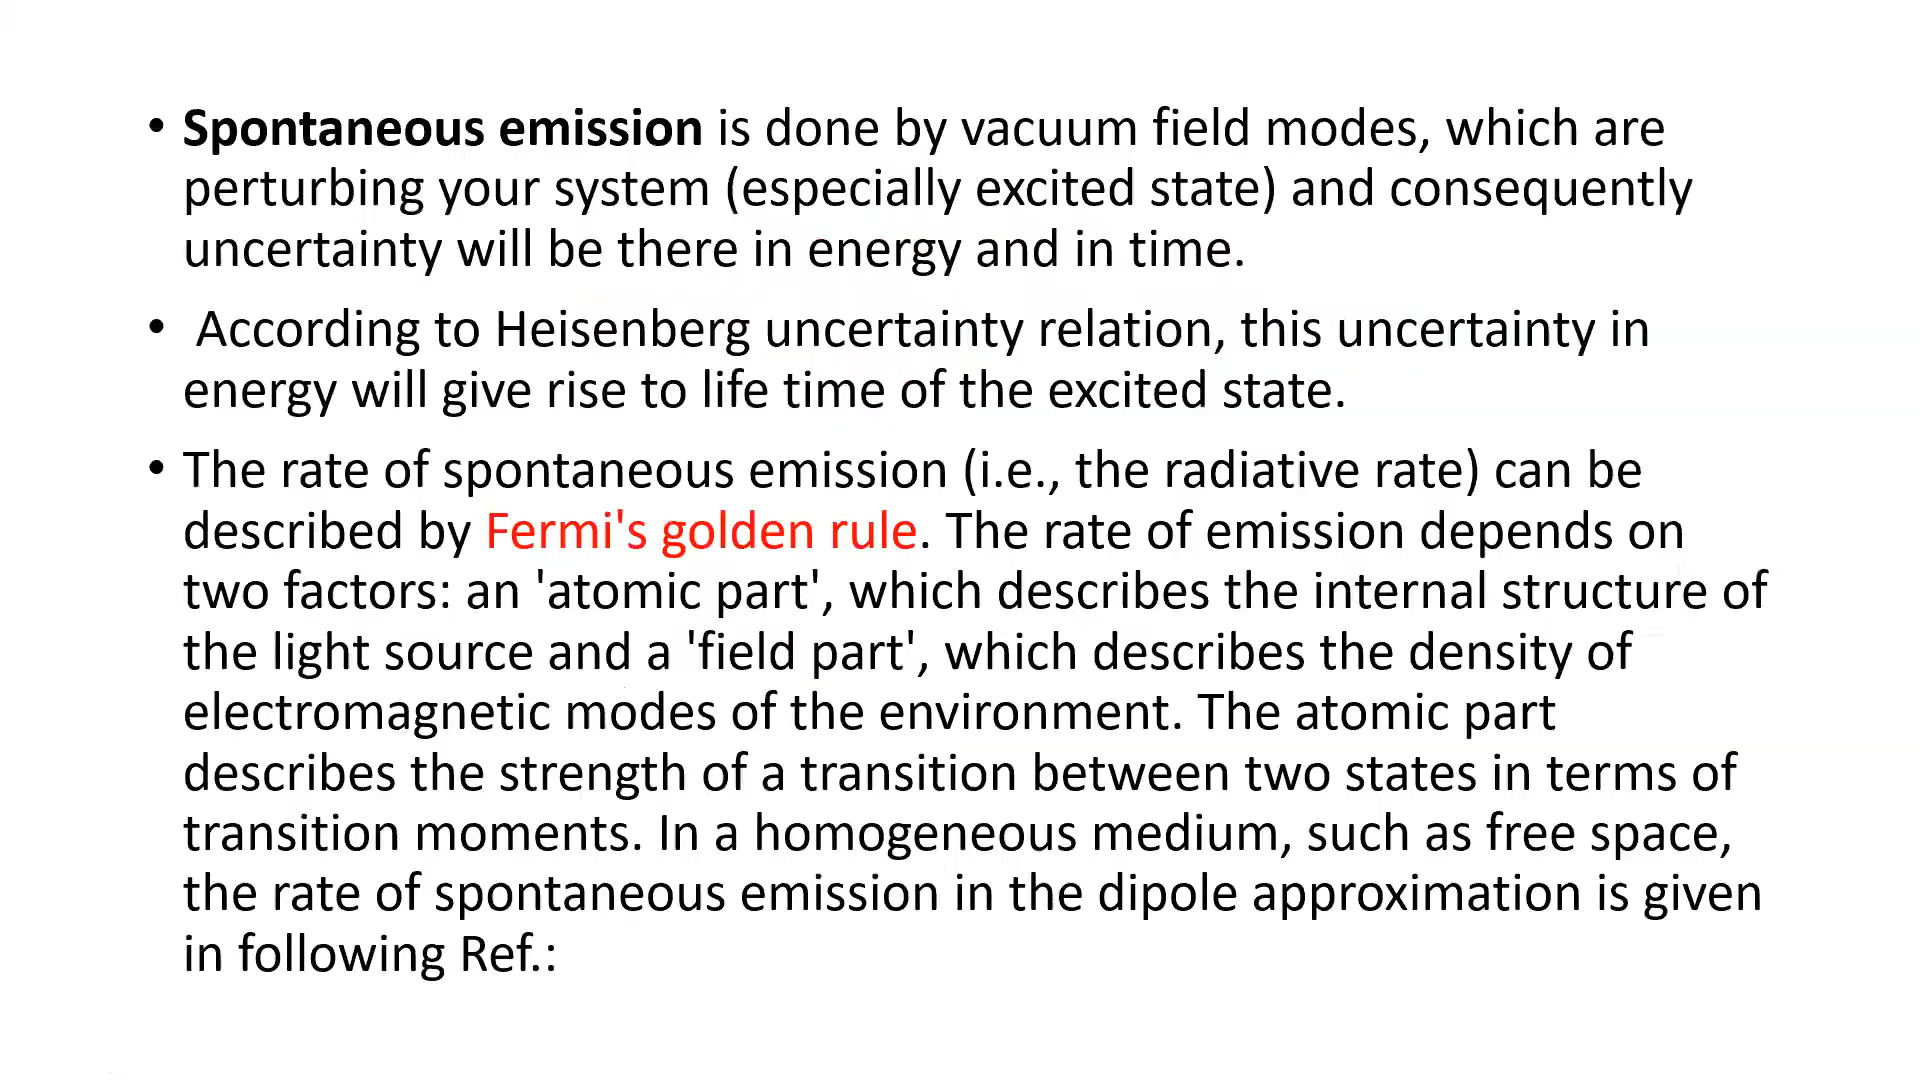 • Spontaneous emission is done by vacuum field modes, which are
perturbing your system (especially excited state) and consequently
uncertainty will be there in energy and in time.
• According to Heisenberg uncertainty relation, this uncertainty in
energy will give rise to life time of the excited state.
• The rate of spontaneous emission (i.e., the radiative rate) can be
described by Fermi's golden rule. The rate of emission depends on
two factors: an 'atomic part', which describes the internal structure of
the light source and a 'field part', which describes the density of
electromagnetic modes of the environment. The atomic part
describes the strength of a transition between two states in terms of
transition moments. In a homogeneous medium, such as free space,
the rate of spontaneous emission in the dipole approximation is given
in following Ref.: